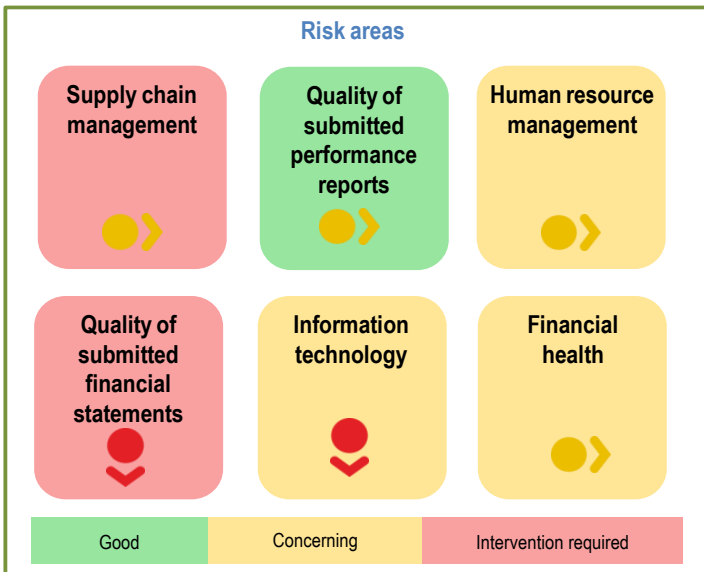 Risk areas
Supply chain
management
Quality of
submitted
performance
reports
Human resource
management
Quality of
submitted
financial
statements
Information
technology
Financial
health
Good
Concerning
Intervention required